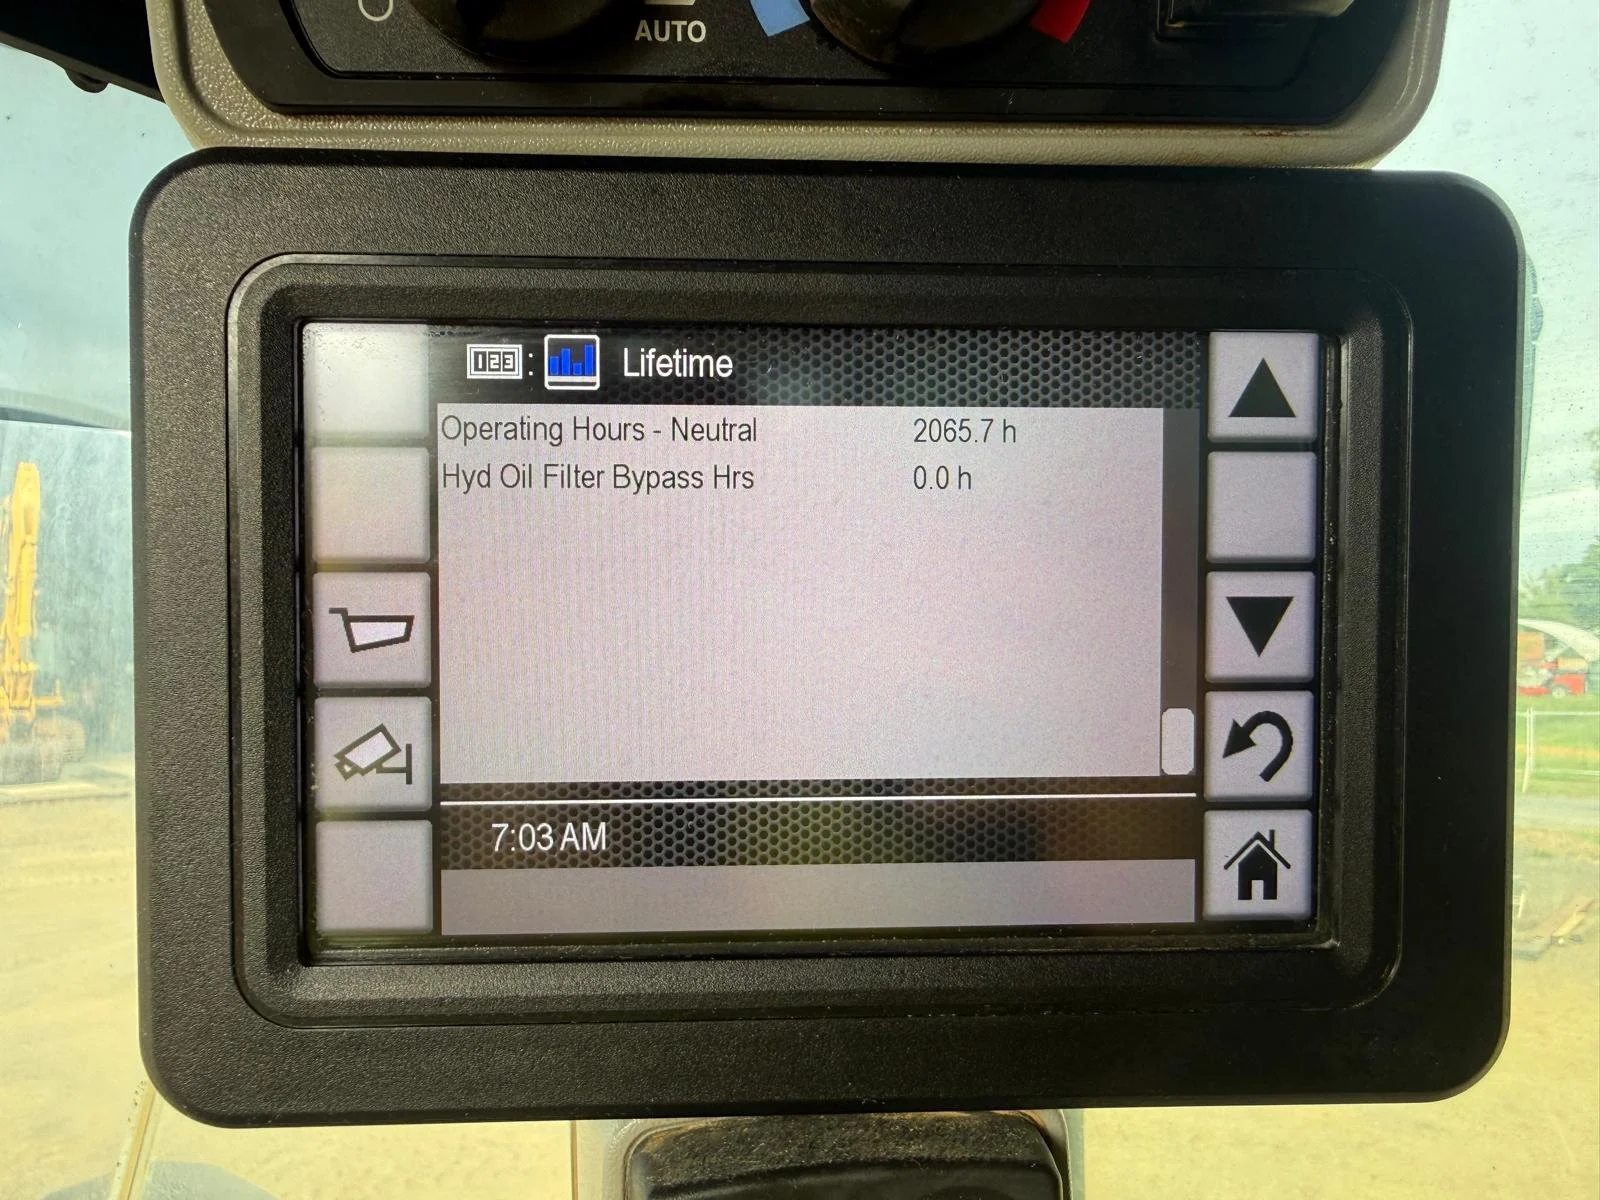 AUTO
123 : Lifetime
Operating Hours - Neutral 2065.7 h
Hyd Oil Filter Bypass Hrs 0.0 h
7:03 AM